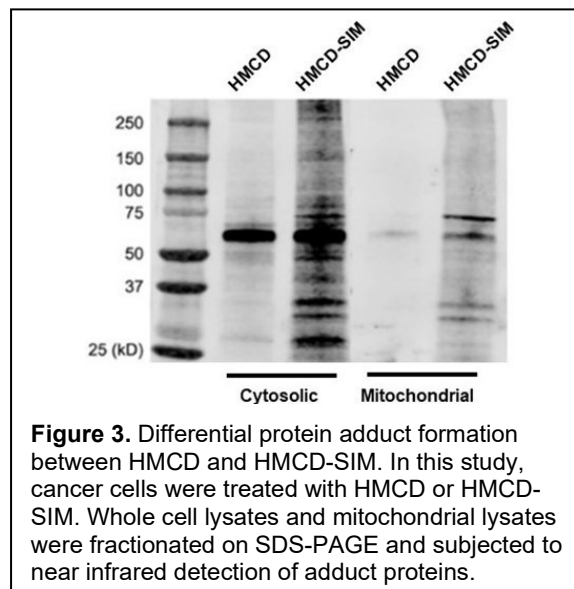 HMCD HMCD-SIM HMCD HMCD-SIM
250
150
100
75
50
37
25 (kD)
Cytosolic Mitochondrial
Figure 3. Differential protein adduct formation
between HMCD and HMCD-SIM. In this study,
cancer cells were treated with HMCD or HMCD-
SIM. Whole cell lysates and mitochondrial lysates
were fractionated on SDS-PAGE and subjected to
near infrared detection of adduct proteins.